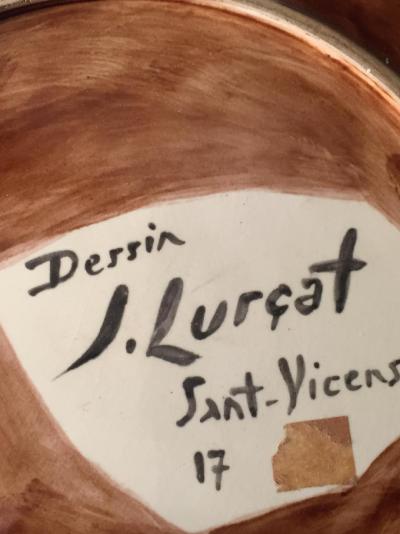 Dessin
J. Lurçat
Sant-Vicens
17